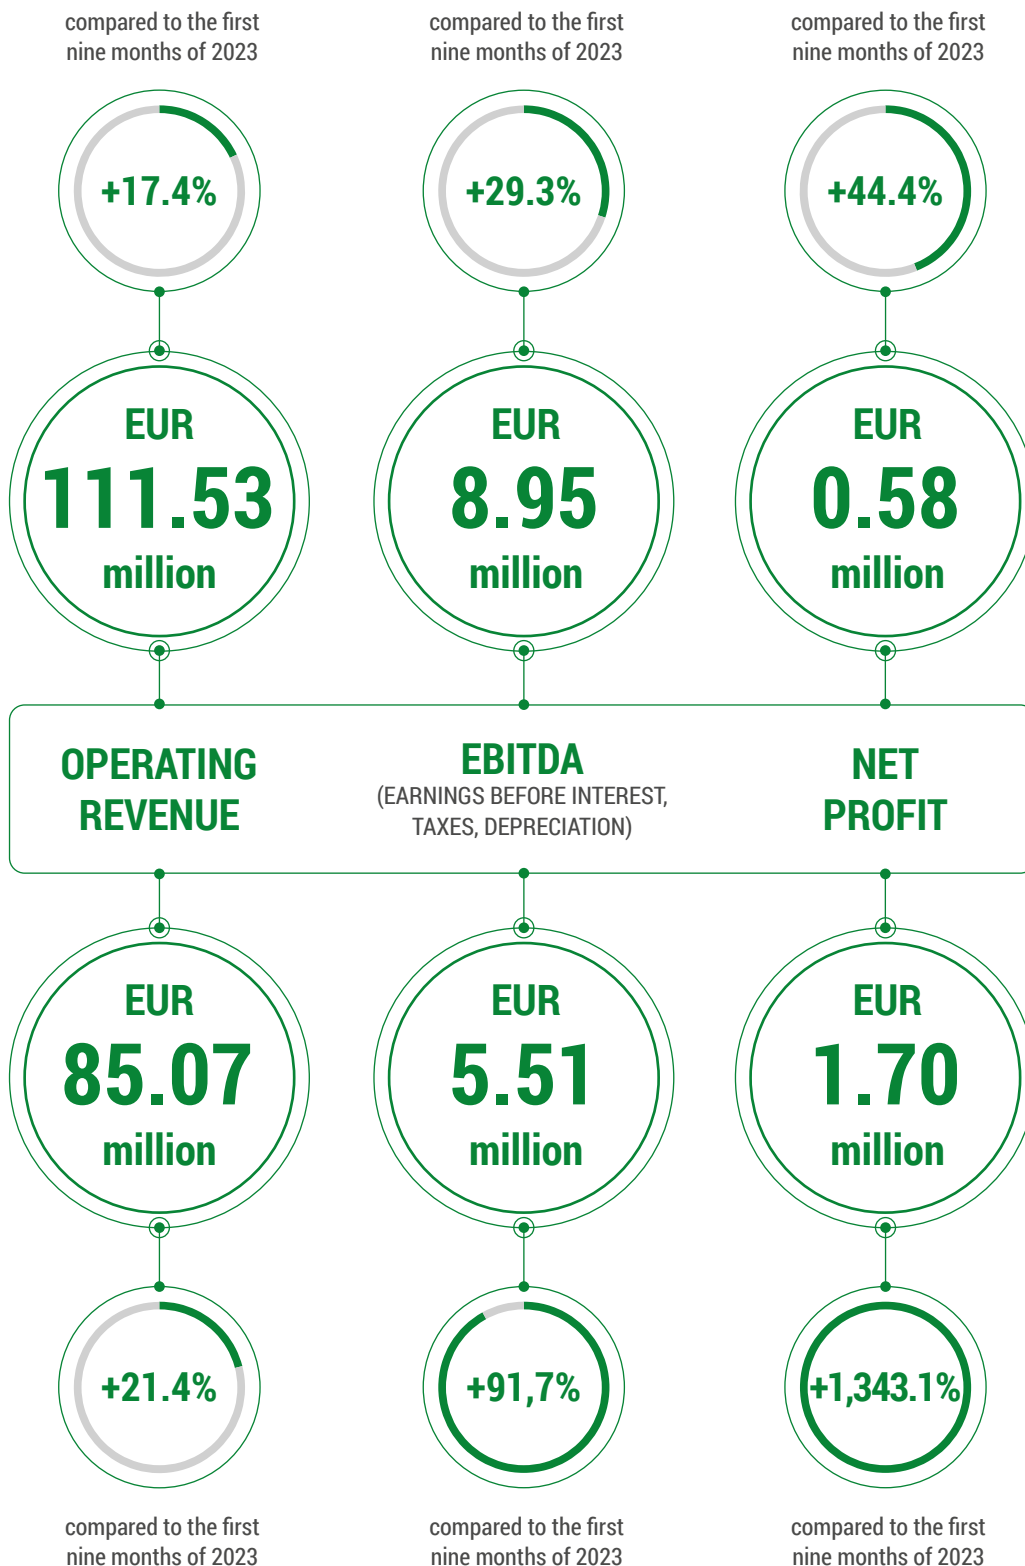 compared to the first
nine months of 2023
compared to the first
nine months of 2023
compared to the first
nine months of 2023
+17.4%
+29.3%
+44.4%
EUR
111.53
million
EUR
8.95
million
EUR
0.58
million
OPERATING
REVENUE
EBITDA
(EARNINGS BEFORE INTEREST,
TAXES, DEPRECIATION)
NET
PROFIT
EUR
85.07
million
EUR
5.51
million
EUR
1.70
million
+21.4%
+91,7%
+1,343.1%
compared to the first
nine months of 2023
compared to the first
nine months of 2023
compared to the first
nine months of 2023